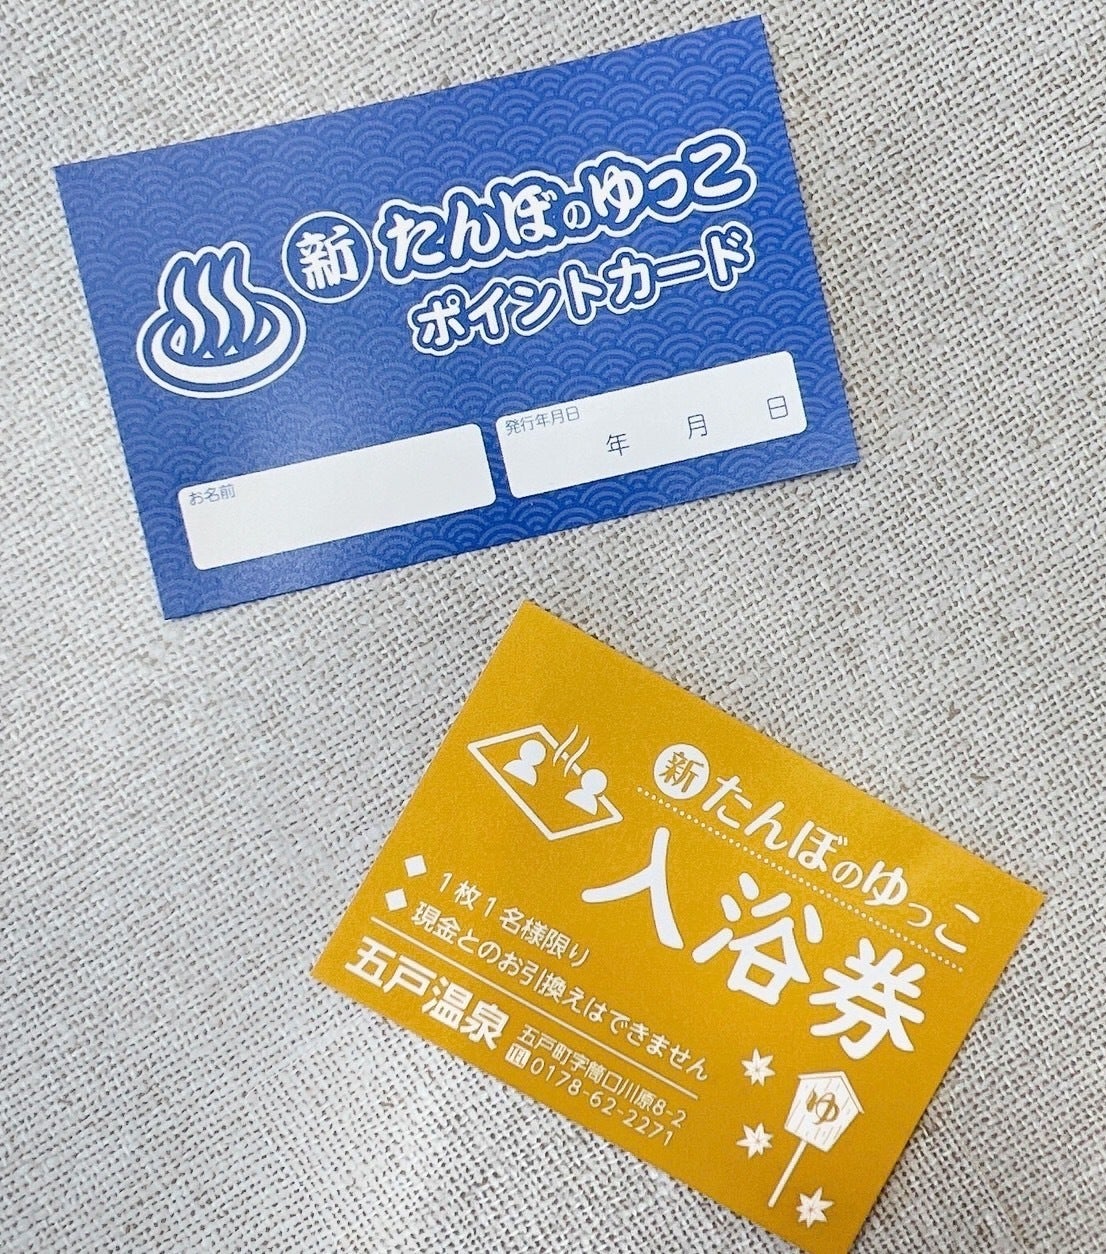 新 たんぼのゆっこ
ポイントカード
お名前
発行年月日
年 月 日
新 たんぼのゆっこ
入浴券
◆ 1枚1名様限り
◆ 現金とのお引換えはできません
五戸温泉
五戸町字筒口川原8-2
TEL 0178-62-2271
ゆ